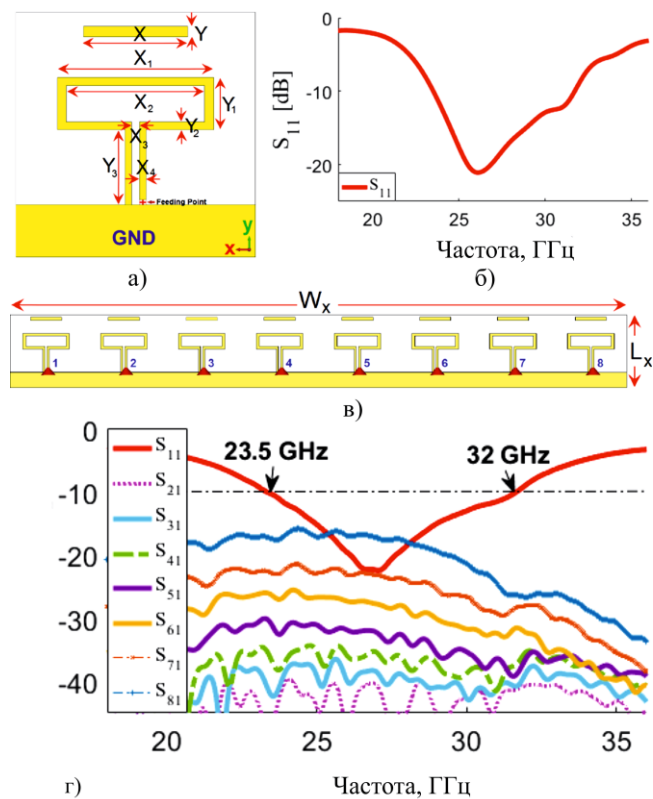 X
Y
X₁
X₂
Y₁
Y₂
X₃
Y₃
X₄
Feeding Point
GND
y
x
а)
0
-10
-20
S₁₁ [dB]
S₁₁
20 25 30 35
Частота, ГГц
б)
Wₓ
Lₓ
1 2 3 4 5 6 7 8
в)
0
-10
-20
-30
-40
S₁₁
S₂₁
S₃₁
S₄₁
S₅₁
S₆₁
S₇₁
S₈₁
23.5 GHz
32 GHz
20 25 30 35
г)
Частота, ГГц